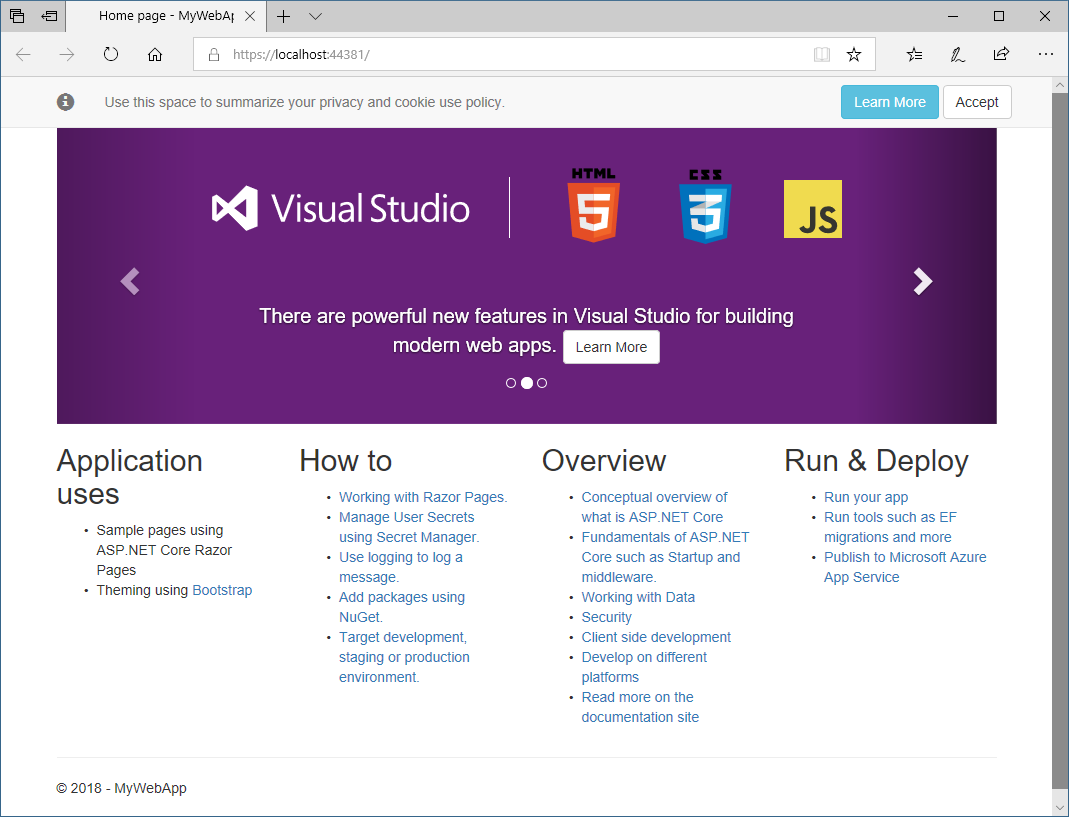 Home page - MyWebAp
https://localhost:44381/
Use this space to summarize your privacy and cookie use policy.
Learn More
Accept
Visual Studio
HTML
5
CSS
3
JS
There are powerful new features in Visual Studio for building
modern web apps.
Learn More
Application
uses
Sample pages using
ASP.NET Core Razor
Pages
Theming using Bootstrap
How to
Working with Razor Pages.
Manage User Secrets
using Secret Manager.
Use logging to log a
message.
Add packages using
NuGet.
Target development,
staging or production
environment.
Overview
Conceptual overview of
what is ASP.NET Core
Fundamentals of ASP.NET
Core such as Startup and
middleware.
Working with Data
Security
Client side development
Develop on different
platforms
Read more on the
documentation site
Run & Deploy
Run your app
Run tools such as EF
migrations and more
Publish to Microsoft Azure
App Service
© 2018 - MyWebApp